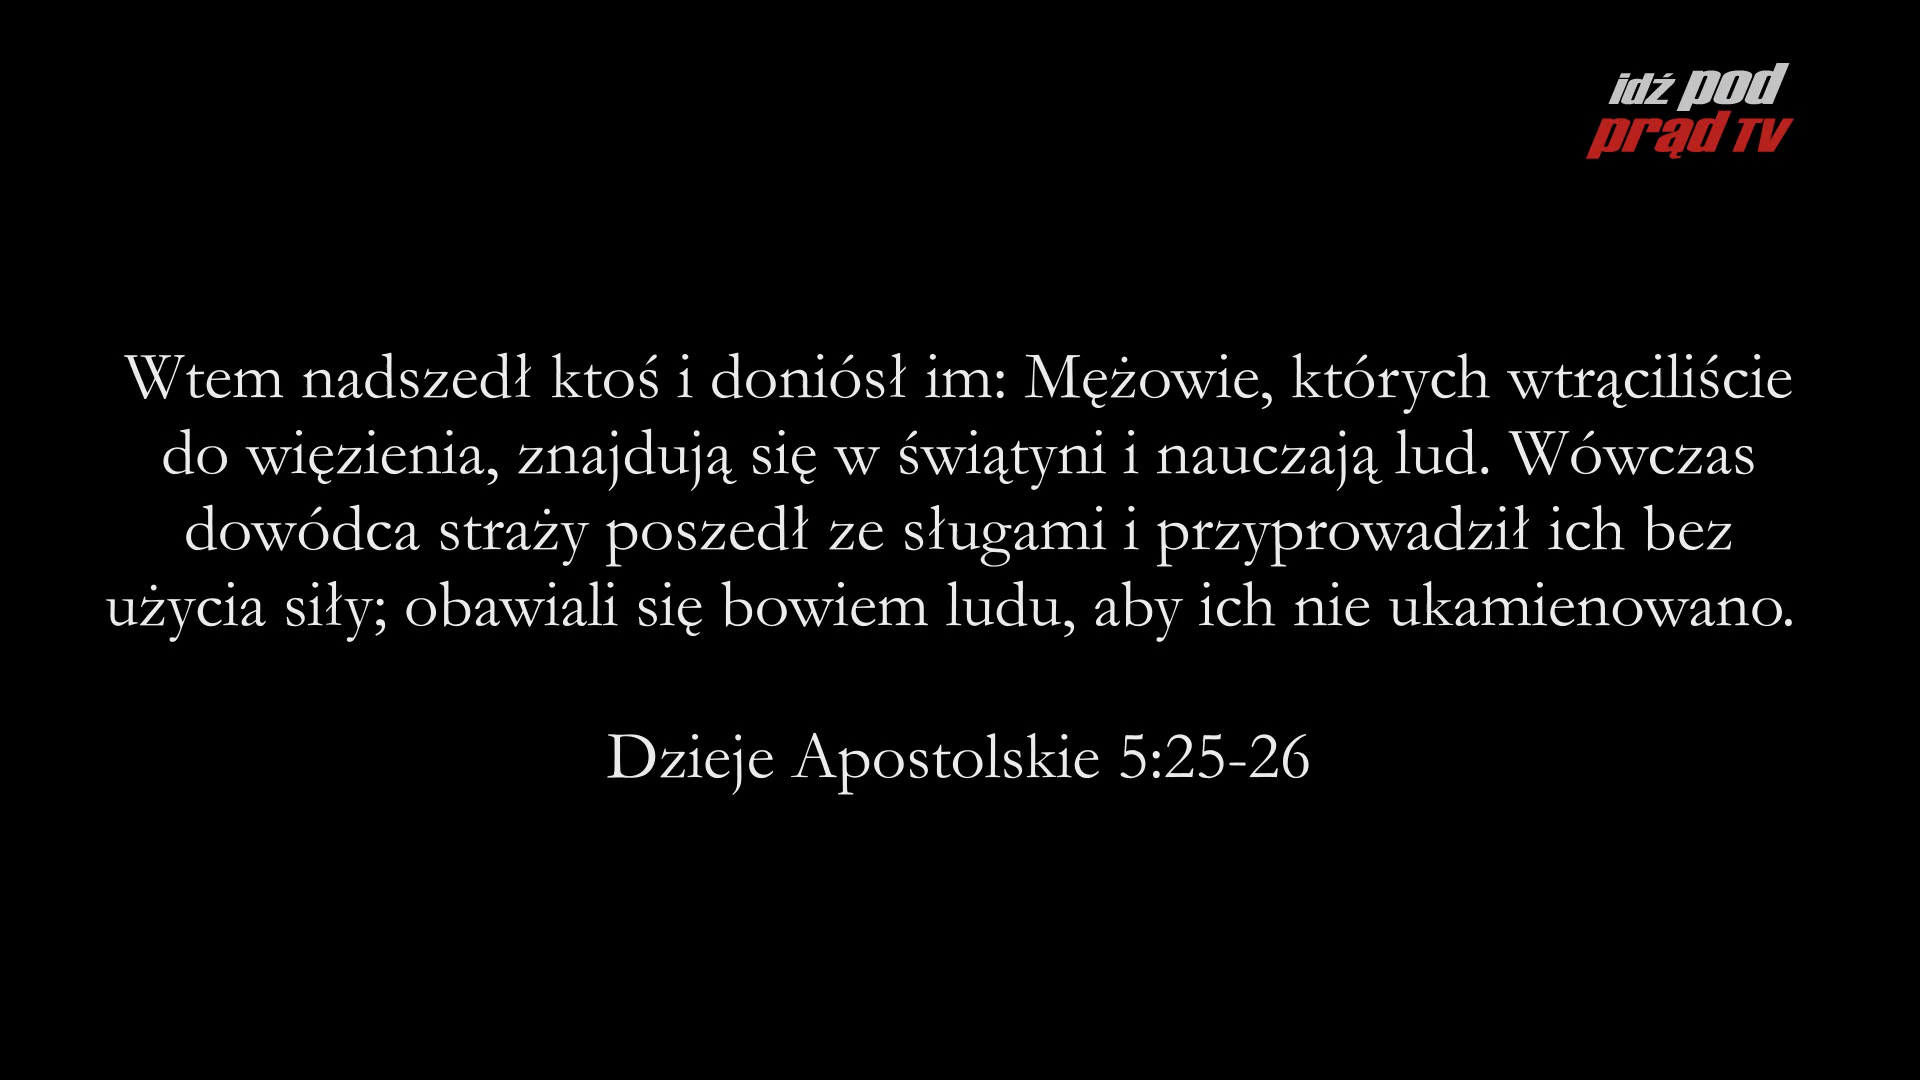 idź pod
prąd TV
Wtem nadszedł ktoś i doniósł im: Mężowie, których wtrąciliście
do więzienia, znajdują się w świątyni i nauczają lud. Wówczas
dowódca straży poszedł ze sługami i przyprowadził ich bez
użycia siły; obawiali się bowiem ludu, aby ich nie ukamienowano.
Dzieje Apostolskie 5:25-26